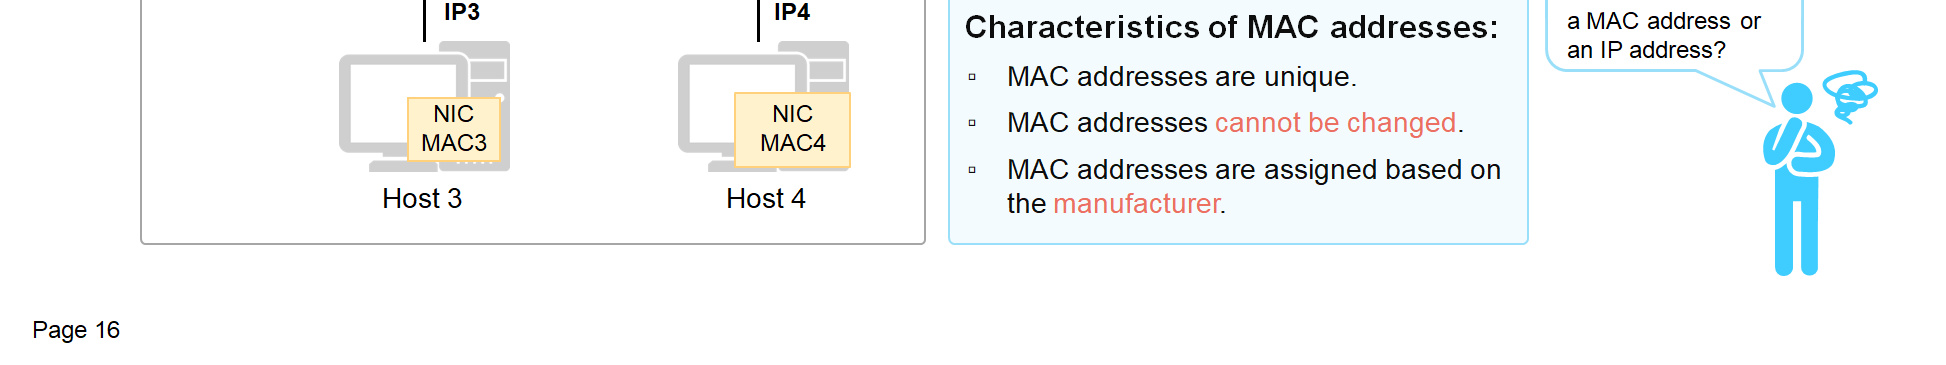 IP3
IP4
NIC
MAC3
NIC
MAC4
Host 3
Host 4
Characteristics of MAC addresses:
▫ MAC addresses are unique.
▫ MAC addresses cannot be changed.
▫ MAC addresses are assigned based on
the manufacturer.
a MAC address or
an IP address?
Page 16